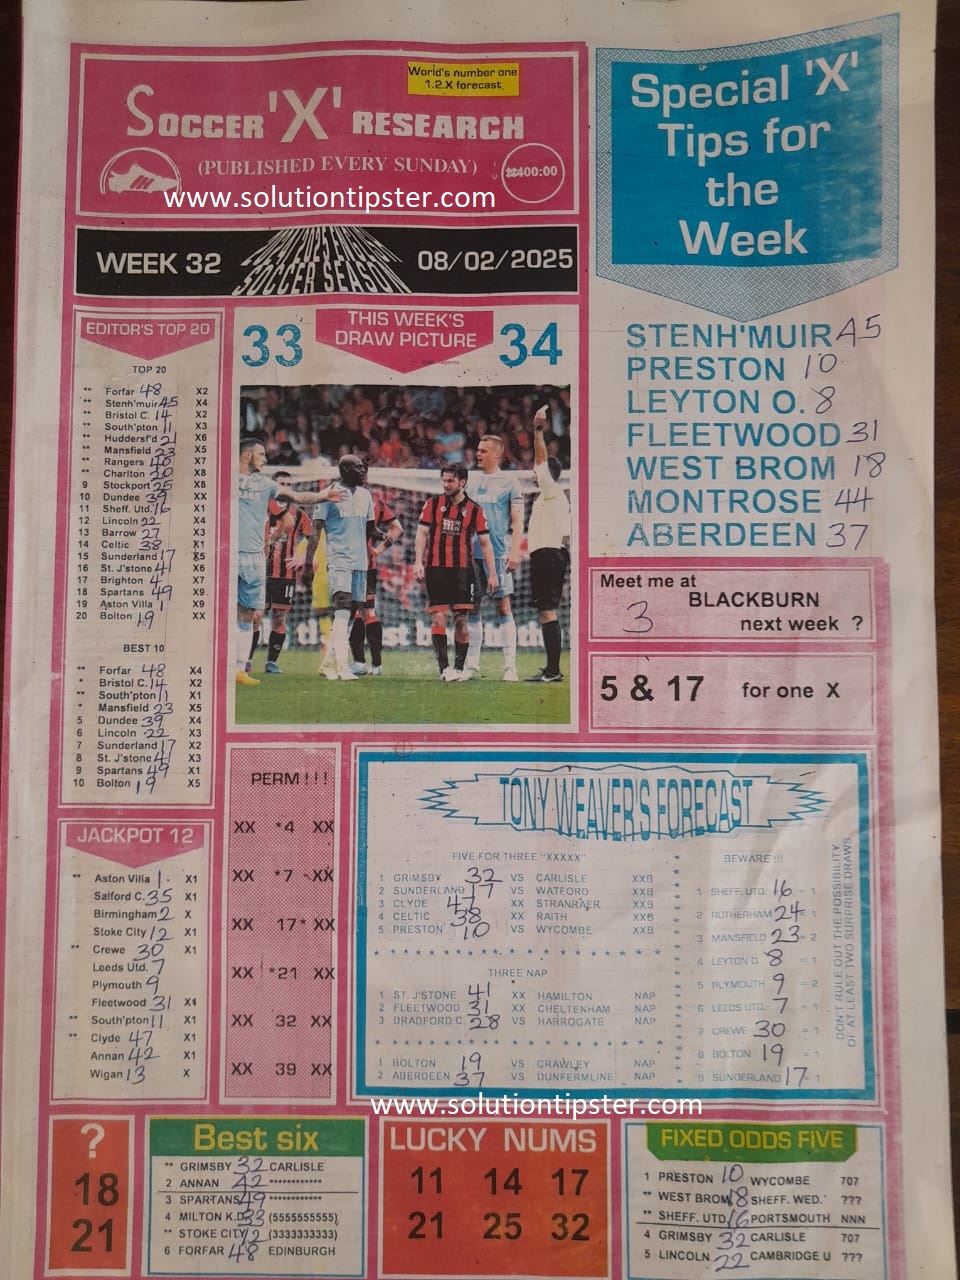 World's number one
1.2.X forecast.
SOCCER 'X' RESEARCH
(PUBLISHED EVERY SUNDAY)
₦400:00
www.solutiontipster.com
WEEK 32
2024/2025 ENGLISH
SOCCER SEASON
08/02/2025
Special 'X'
Tips for
the
Week
STENH'MUIR 45
PRESTON 10
LEYTON O. 8
FLEETWOOD 31
WEST BROM 18
MONTROSE 44
ABERDEEN 37
Meet me at
BLACKBURN
3 next week ?
5 & 17 for one X
EDITOR'S TOP 20
TOP 20
** Forfar 48 X2
** Stenh'muir 45 X4
** Bristol C. 14 X2
** South'pton 11 X3
** Huddersf'd 21 X6
** Mansfield 23 X5
** Rangers 40 X7
** Charlton 20 X8
9 Stockport 25 X8
10 Dundee 39 XX
11 Sheff. Utd. 16 X1
12 Lincoln 22 X4
13 Barrow 27 X3
14 Celtic 38 X1
15 Sunderland 17 X5
16 St. J'stone 41 X6
17 Brighton 4 X7
18 Spartans 49 X9
19 Aston Villa 1 X9
20 Bolton 19 XX
BEST 10
** Forfar 48 X4
* Bristol C. 14 X2
** South'pton 11 X1
* Mansfield 23 X5
5 Dundee 39 X4
6 Lincoln 22 X3
7 Sunderland 17 X2
8 St. J'stone 41 X3
9 Spartans 49 X1
10 Bolton 19 X5
33 THIS WEEK'S
DRAW PICTURE 34
JACKPOT 12
** Aston Villa 1 X1
Salford C. 35 X1
Birmingham 2 X
Stoke City 12 X1
** Crewe 30 X1
Leeds Utd. 7
Plymouth 9
Fleetwood 31 X1
** South'pton 11 X1
** Clyde 47 X1
Annan 42 X1
Wigan 13 X
PERM ! ! !
XX *4 XX
XX *7 XX
XX 17* XX
XX *21 XX
XX 32 XX
XX 39 XX
TONY WEAVER'S FORECAST
FIVE FOR THREE "XXXXX"
1 GRIMSBY 32 VS CARLISLE XXB
2 SUNDERLAND 17 VS WATFORD XXB
3 CLYDE 47 XX STRANRAER XXB
4 CELTIC 38 XX RAITH XXB
5 PRESTON 10 VS WYCOMBE XXB
THREE NAP
1 ST. J'STONE 41 XX HAMILTON NAP
2 FLEETWOOD 31 XX CHELTENHAM NAP
3 BRADFORD C. 28 VS HARROGATE NAP
1 BOLTON 19 VS CRAWLEY NAP
2 ABERDEEN 37 VS DUNFERMLINE NAP
BEWARE !!!
1 SHEFF. UTD. 16 = 1
2 ROTHERHAM 24 1
3 MANSFIELD 23 = 2
4 LEYTON O. 8 = 1
5 PLYMOUTH 9 = 2
6 LEEDS UTD. 7 = 1
7 CREWE 30 = 1
8 BOLTON 19 = 1
9 SUNDERLAND 17 1
DON'T RULE OUT THE POSSIBILITY
OF AT LEAST TWO SURPRISE DRAWS
www.solutiontipster.com
?
18
21
Best six
** GRIMSBY 32 CARLISLE
2 ANNAN 42 ************
3 SPARTANS 49 ************
4 MILTON K.D 33 (5555555555)
** STOKE CITY 12 (3333333333)
6 FORFAR 48 EDINBURGH
LUCKY NUMS
11 14 17
21 25 32
FIXED ODDS FIVE
1 PRESTON 10 WYCOMBE 707
** WEST BROM 18 SHEFF. WED. ???
** SHEFF. UTD 16 PORTSMOUTH NNN
4 GRIMSBY 32 CARLISLE 707
5 LINCOLN 22 CAMBRIDGE U ???